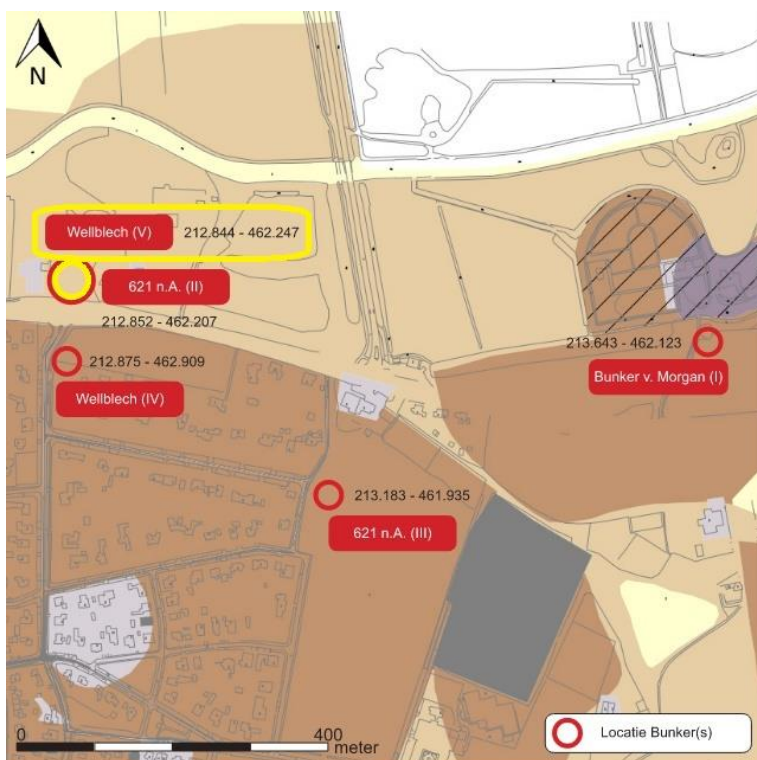 N
Wellblech (V) 212.844 - 462.247
621 n.A. (II)
212.852 - 462.207
212.875 - 462.909
Wellblech (IV)
213.643 - 462.123
Bunker v. Morgan (I)
213.183 - 461.935
621 n.A. (III)
0 400
meter
Locatie Bunker(s)